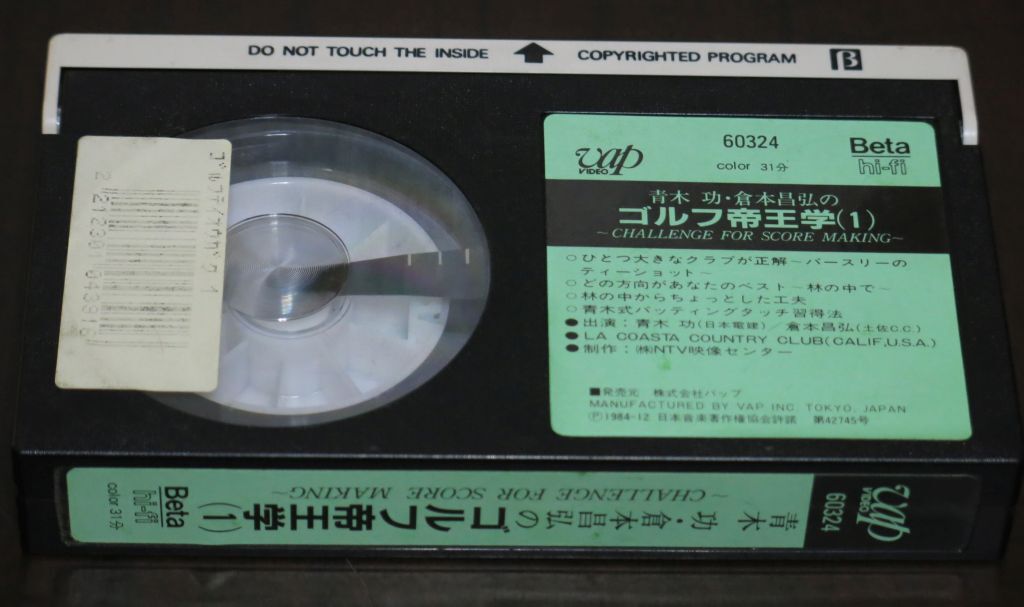 DO NOT TOUCH THE INSIDE
COPYRIGHTED PROGRAM
β
ゴルフテイオウガク 1
vap
VIDEO
60324
color 31分
Beta
hi-fi
青木 功・倉本昌弘の
ゴルフ帝王学(1)
~CHALLENGE FOR SCORE MAKING~
○ひとつ大きなクラブが正解~パースリーの
ティーショット~
○どの方向があなたのベスト~林の中で~
○林の中からちょっとした工夫
○青木式パッティングタッチ習得法
●出演:青木 功(日本電建)/倉本昌弘(土佐C.C.)
●LA COASTA COUNTRY CLUB(CALIF,U.S.A.)
●制作:㈱NTV映像センター
■発売元 株式会社バップ
MANUFACTURED BY VAP INC. TOKYO, JAPAN
Ⓟ1984-12 日本音楽著作権協会許諾 第42745号
vap
VIDEO
60324
青木 功・倉本昌弘の
ゴルフ帝王学(1)
~CHALLENGE FOR SCORE MAKING~
Beta
hi-fi
color 31分